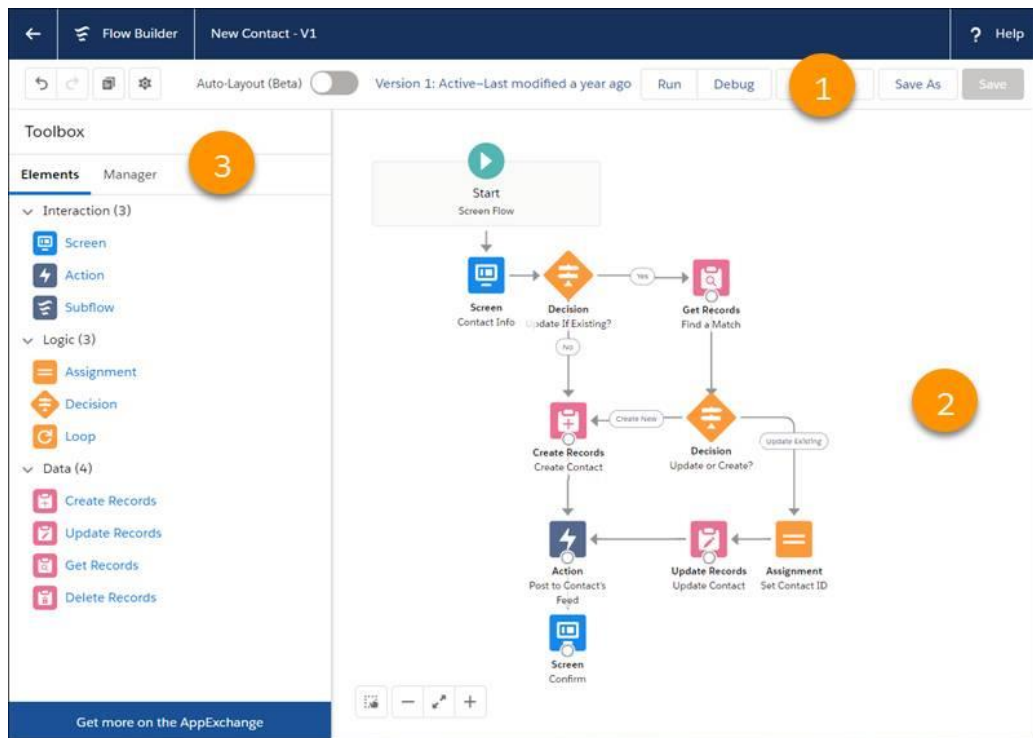 Flow Builder New Contact - V1 ? Help
Auto-Layout (Beta) Version 1: Active–Last modified a year ago Run Debug 1 Save As Save
Toolbox
3
Elements Manager
Interaction (3)
Screen
Action
Subflow
Logic (3)
Assignment
Decision
Loop
Data (4)
Create Records
Update Records
Get Records
Delete Records
Get more on the AppExchange
Start
Screen Flow
Screen
Contact Info
Decision
Update If Existing?
Yes
Get Records
Find a Match
No
2
Create New
Update Existing
Create Records
Create Contact
Decision
Update or Create?
Action
Post to Contact's
Feed
Update Records
Update Contact
Assignment
Set Contact ID
Screen
Confirm